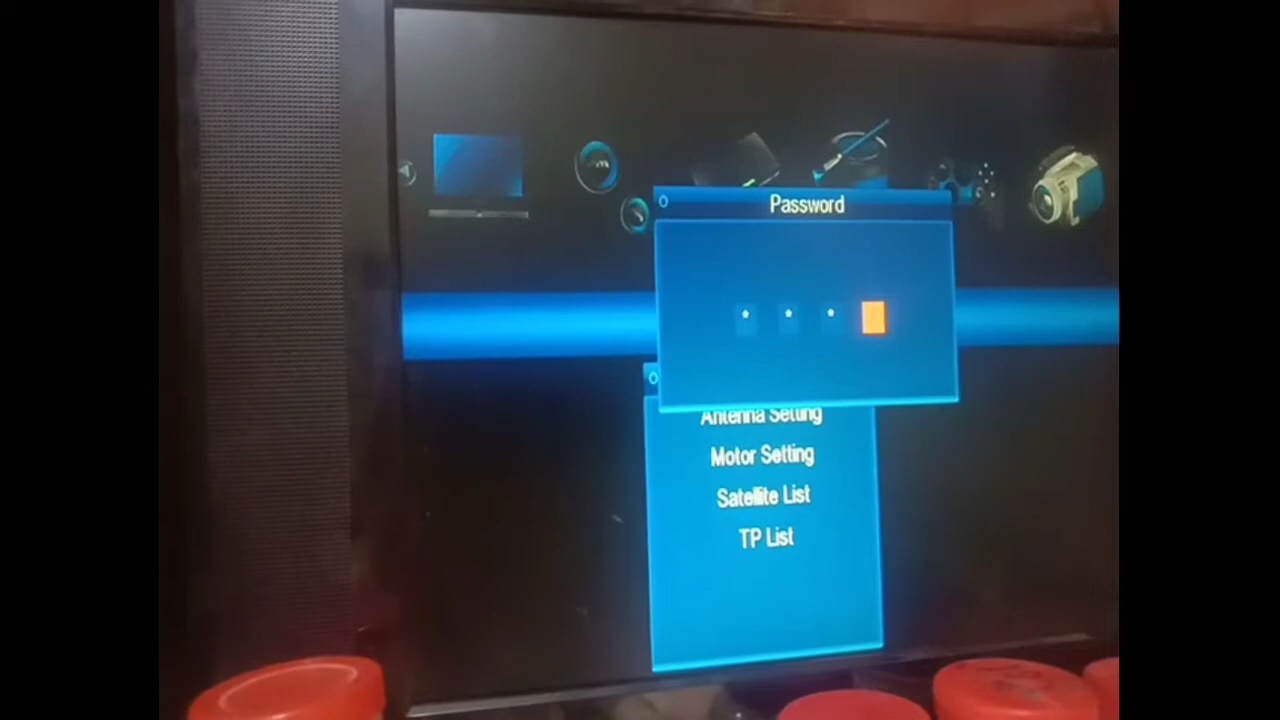 Password
* * *
Antenna Setting
Motor Setting
Satellite List
TP List